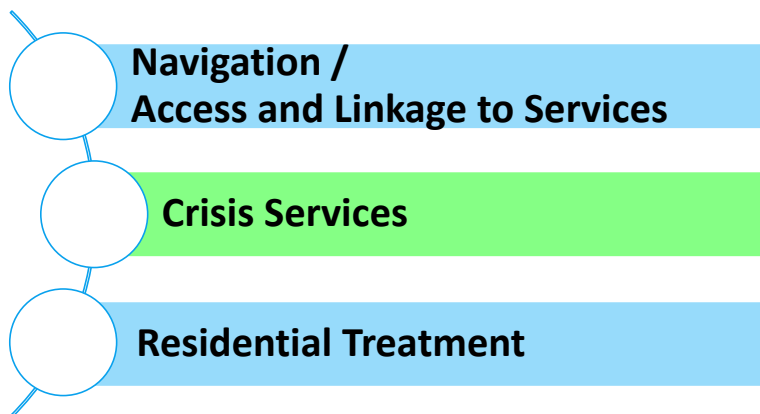 Navigation /
Access and Linkage to Services
Crisis Services
Residential Treatment